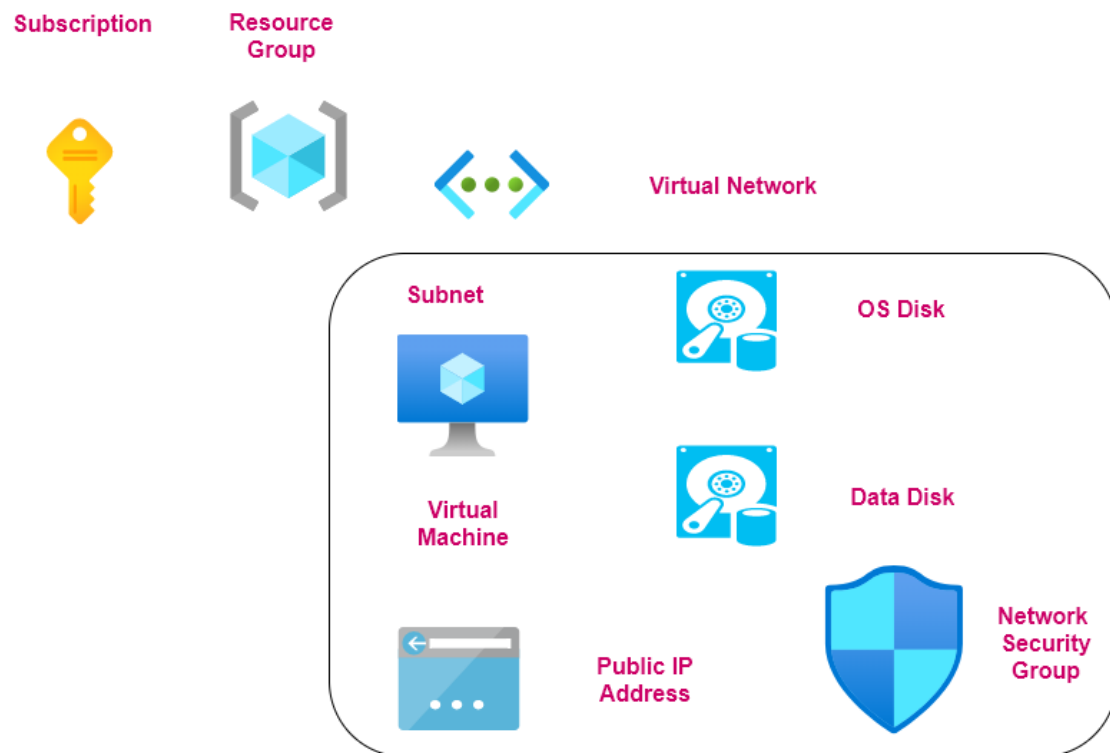 Subscription
Resource
Group
Virtual Network
Subnet
OS Disk
Virtual
Machine
Data Disk
Public IP
Address
Network
Security
Group